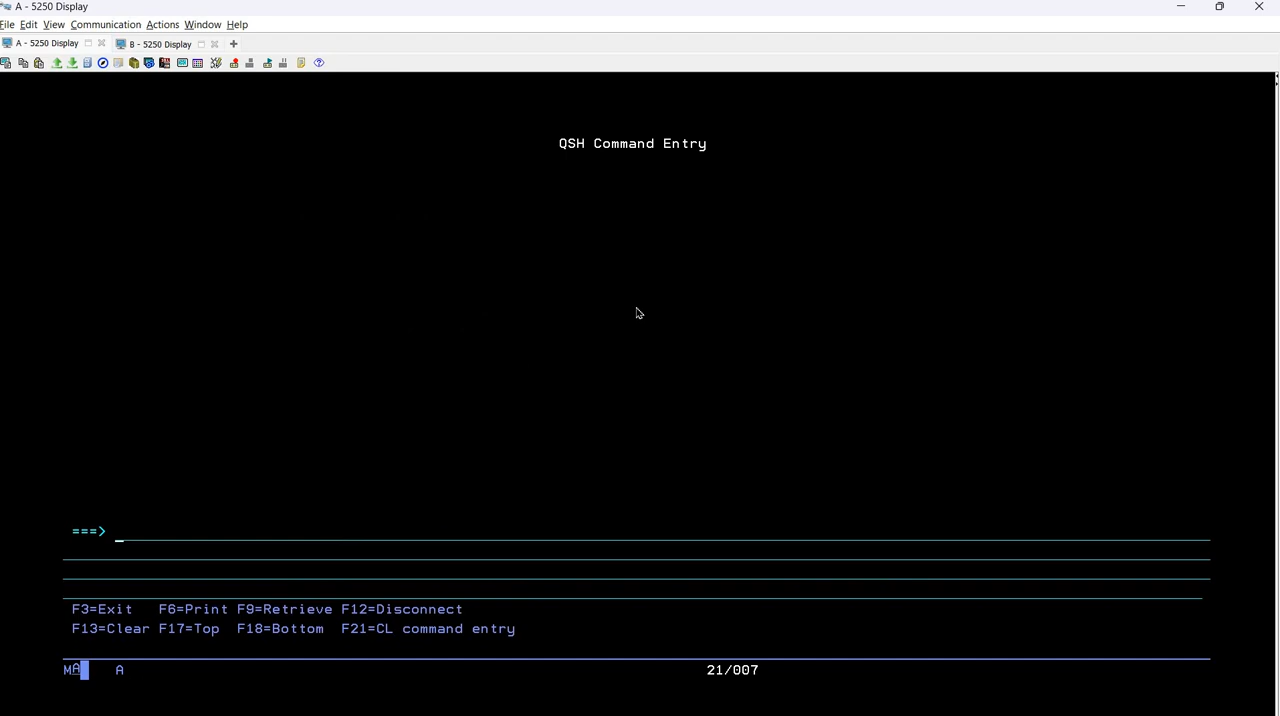 A - 5250 Display
File Edit View Communication Actions Window Help
A - 5250 Display B - 5250 Display
QSH Command Entry
===>
F3=Exit F6=Print F9=Retrieve F12=Disconnect
F13=Clear F17=Top F18=Bottom F21=CL command entry
MA A 21/007